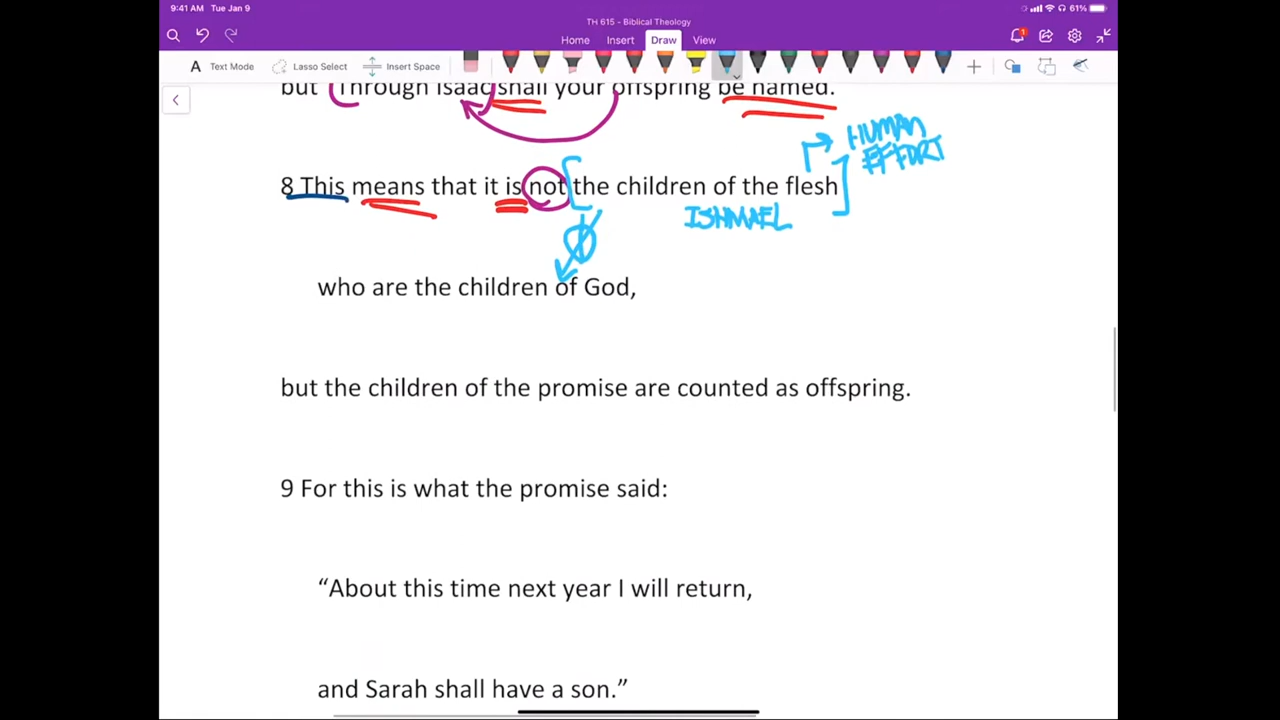 9:41 AM Tue Jan 9
61%
TH 615 - Biblical Theology
Home Insert Draw View
1
A Text Mode Lasso Select Insert Space
but “Through Isaac shall your offspring be named.
HUMAN
EFFORT
8 This means that it is not the children of the flesh
ISHMAEL
who are the children of God,
but the children of the promise are counted as offspring.
9 For this is what the promise said:
“About this time next year I will return,
and Sarah shall have a son.”